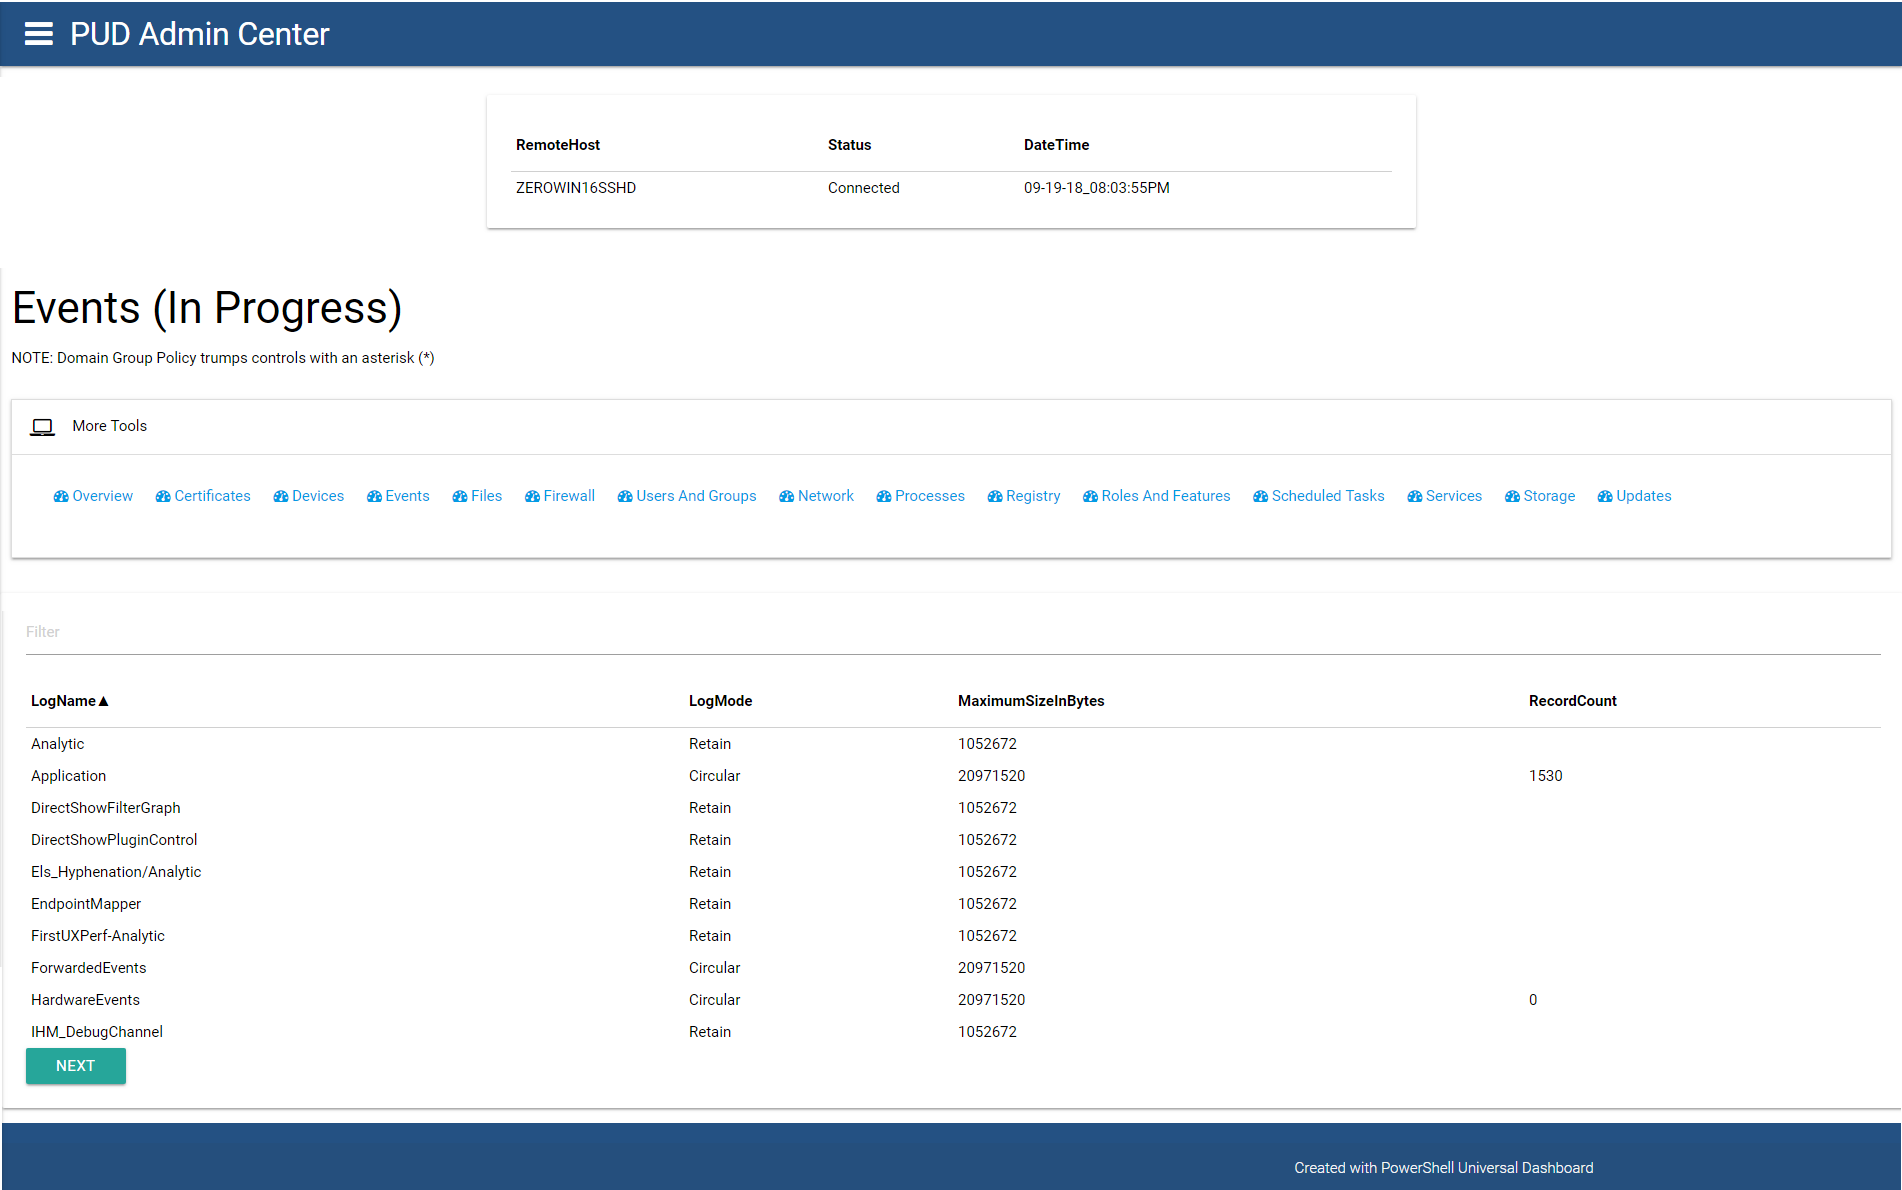 PUD Admin Center
RemoteHost Status DateTime
ZEROWIN16SSHD Connected 09-19-18_08:03:55PM
Events (In Progress)
NOTE: Domain Group Policy trumps controls with an asterisk (*)
More Tools
Overview Certificates Devices Events Files Firewall Users And Groups Network Processes Registry Roles And Features Scheduled Tasks Services Storage Updates
Filter
LogName▲ LogMode MaximumSizeInBytes RecordCount
Analytic Retain 1052672
Application Circular 20971520 1530
DirectShowFilterGraph Retain 1052672
DirectShowPluginControl Retain 1052672
Els_Hyphenation/Analytic Retain 1052672
EndpointMapper Retain 1052672
FirstUXPerf-Analytic Retain 1052672
ForwardedEvents Circular 20971520
HardwareEvents Circular 20971520 0
IHM_DebugChannel Retain 1052672
NEXT
Created with PowerShell Universal Dashboard